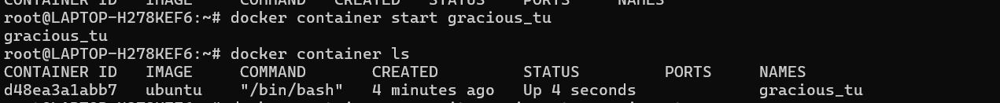 CONTAINER ID   IMAGE     COMMAND   CREATED   STATUS    PORTS     NAMES
root@LAPTOP-H278KEF6:~# docker container start gracious_tu
gracious_tu
root@LAPTOP-H278KEF6:~# docker container ls
CONTAINER ID   IMAGE     COMMAND       CREATED         STATUS         PORTS     NAMES
d48ea3a1abb7   ubuntu    "/bin/bash"   4 minutes ago   Up 4 seconds             gracious_tu